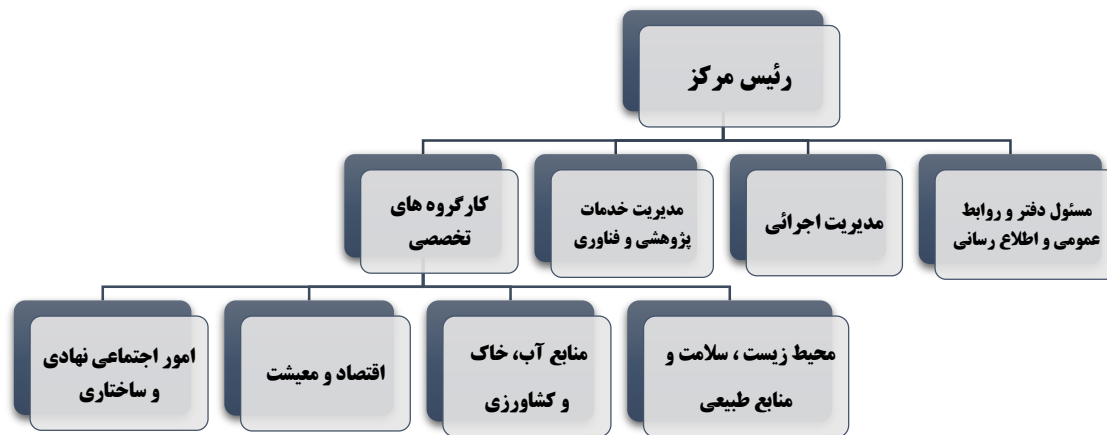 رئیس مرکز
مسئول دفتر و روابط
عمومی و اطلاع رسانی
مدیریت اجرائی
مدیریت خدمات
پژوهشی و فناوری
کارگروه های
تخصصی
محیط زیست ، سلامت و
منابع طبیعی
منابع آب، خاک
و کشاورزی
اقتصاد و معیشت
امور اجتماعی نهادی
و ساختاری